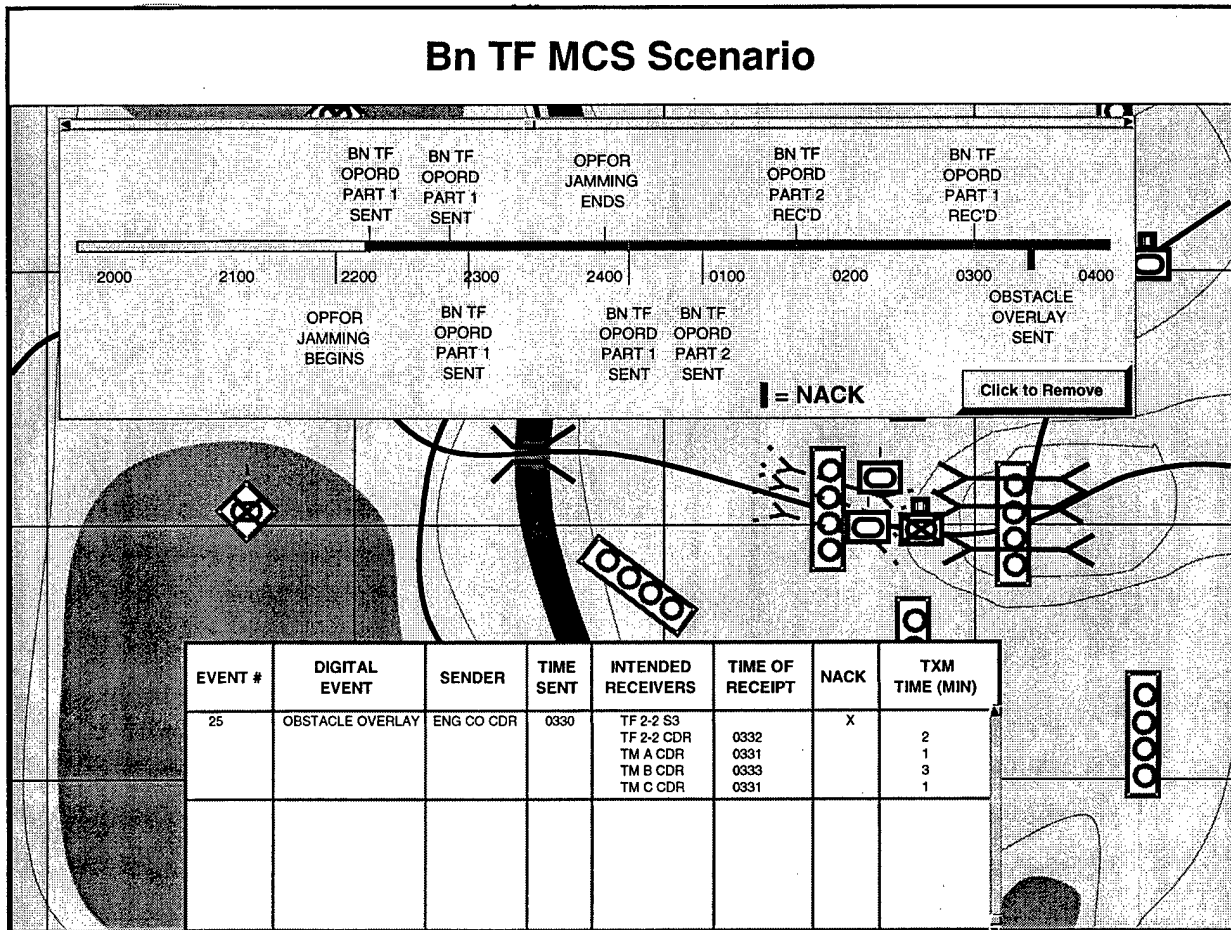 Bn TF MCS Scenario
BN TF
OPORD
PART 1
SENT
BN TF
OPORD
PART 1
SENT
OPFOR
JAMMING
ENDS
BN TF
OPORD
PART 2
REC'D
BN TF
OPORD
PART 1
REC'D
2000 2100 2200 2300 2400 0100 0200 0300 0400
OPFOR
JAMMING
BEGINS
BN TF
OPORD
PART 1
SENT
BN TF
OPORD
PART 1
SENT
BN TF
OPORD
PART 2
SENT
OBSTACLE
OVERLAY
SENT
= NACK
Click to Remove
EVENT # DIGITAL EVENT SENDER TIME SENT INTENDED RECEIVERS TIME OF RECEIPT NACK TXM TIME (MIN)
25 OBSTACLE OVERLAY ENG CO CDR 0330 TF 2-2 S3 X
TF 2-2 CDR 0332 2
TM A CDR 0331 1
TM B CDR 0333 3
TM C CDR 0331 1